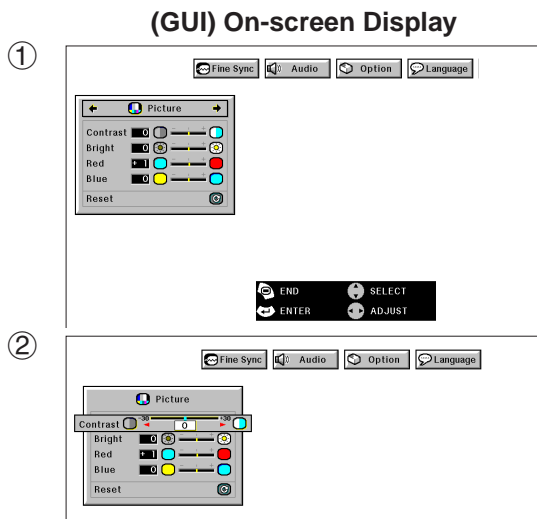 (GUI) On-screen Display
①
Fine Sync Audio Option Language
Picture
Contrast 0 - +
Bright 0 - +
Red + 1 - +
Blue 0 - +
Reset
END SELECT
ENTER ADJUST
②
Fine Sync Audio Option Language
Picture
Contrast -30 0 +30
Bright 0 - +
Red + 1 - +
Blue 0 - +
Reset